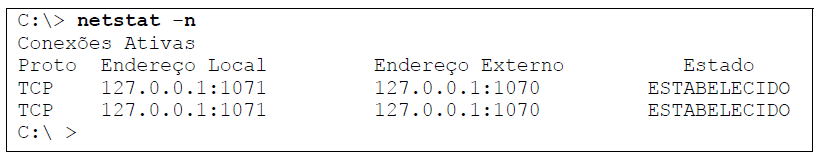 C:\> netstat –n
Conexões Ativas
Proto Endereço Local Endereço Externo Estado
TCP 127.0.0.1:1071 127.0.0.1:1070 ESTABELECIDO
TCP 127.0.0.1:1071 127.0.0.1:1070 ESTABELECIDO
C:\ >